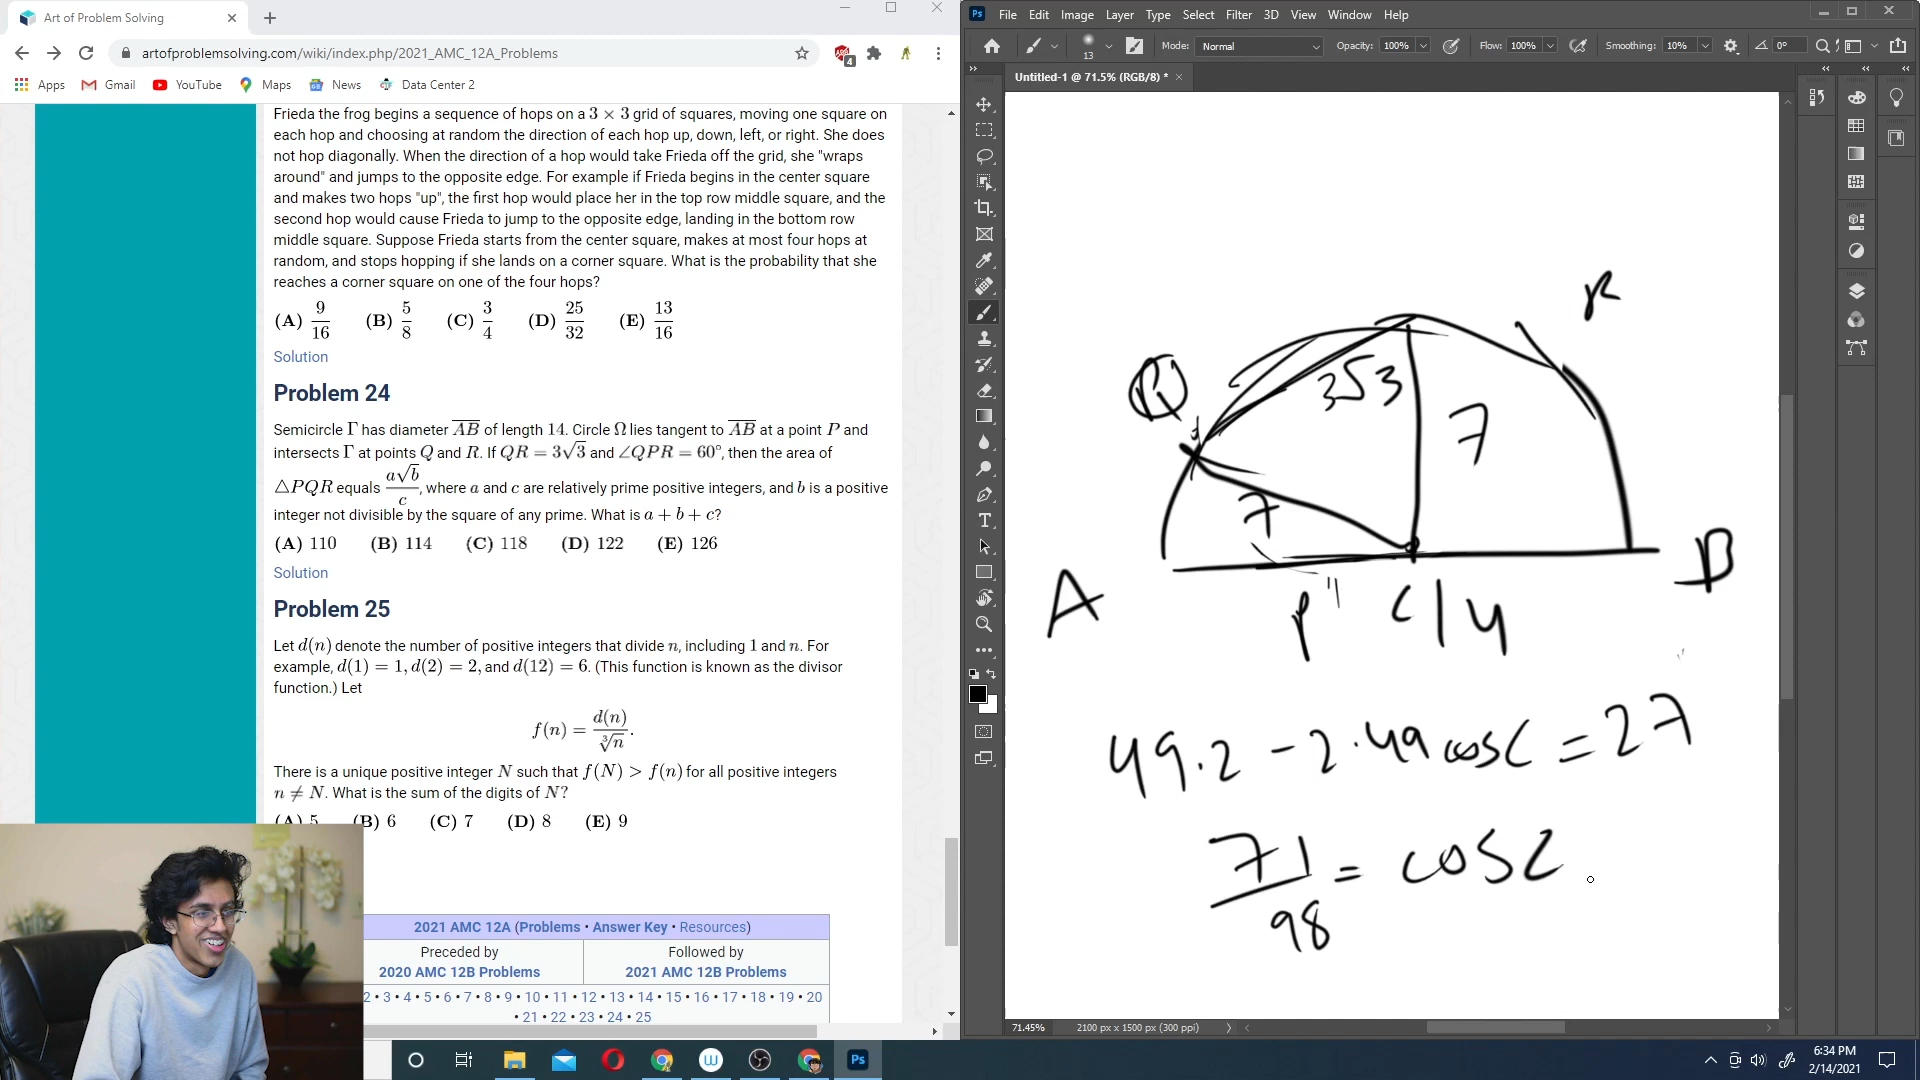 Art of Problem Solving
artofproblemsolving.com/wiki/index.php/2021_AMC_12A_Problems
4
Apps Gmail YouTube Maps News Data Center 2
Frieda the frog begins a sequence of hops on a 3 × 3 grid of squares, moving one square on
each hop and choosing at random the direction of each hop up, down, left, or right. She does
not hop diagonally. When the direction of a hop would take Frieda off the grid, she "wraps
around" and jumps to the opposite edge. For example if Frieda begins in the center square
and makes two hops "up", the first hop would place her in the top row middle square, and the
second hop would cause Frieda to jump to the opposite edge, landing in the bottom row
middle square. Suppose Frieda starts from the center square, makes at most four hops at
random, and stops hopping if she lands on a corner square. What is the probability that she
reaches a corner square on one of the four hops?
(A) 9/16 (B) 5/8 (C) 3/4 (D) 25/32 (E) 13/16
Solution
Problem 24
Semicircle Γ has diameter AB of length 14. Circle Ω lies tangent to AB at a point P and
intersects Γ at points Q and R. If QR = 3√3 and ∠QPR = 60°, then the area of
△PQR equals a√b/c, where a and c are relatively prime positive integers, and b is a positive
integer not divisible by the square of any prime. What is a + b + c?
(A) 110 (B) 114 (C) 118 (D) 122 (E) 126
Solution
Problem 25
Let d(n) denote the number of positive integers that divide n, including 1 and n. For
example, d(1) = 1, d(2) = 2, and d(12) = 6. (This function is known as the divisor
function.) Let
f(n) = d(n)/∛n.
There is a unique positive integer N such that f(N) > f(n) for all positive integers
n ≠ N. What is the sum of the digits of N?
(A) 5 (B) 6 (C) 7 (D) 8 (E) 9
2021 AMC 12A (Problems • Answer Key • Resources)
Preceded by
2020 AMC 12B Problems
Followed by
2021 AMC 12B Problems
2 • 3 • 4 • 5 • 6 • 7 • 8 • 9 • 10 • 11 • 12 • 13 • 14 • 15 • 16 • 17 • 18 • 19 • 20
• 21 • 22 • 23 • 24 • 25
Ps File Edit Image Layer Type Select Filter 3D View Window Help
13 Mode: Normal Opacity: 100% Flow: 100% Smoothing: 10% 0°
Untitled-1 @ 71.5% (RGB/8) *
R
Q
3√3
7
7
A P C 14 B
49.2 - 2.49 cos C = 27
71/98 = cos C
71.45% 2100 px x 1500 px (300 ppi)
Ps
6:34 PM
2/14/2021